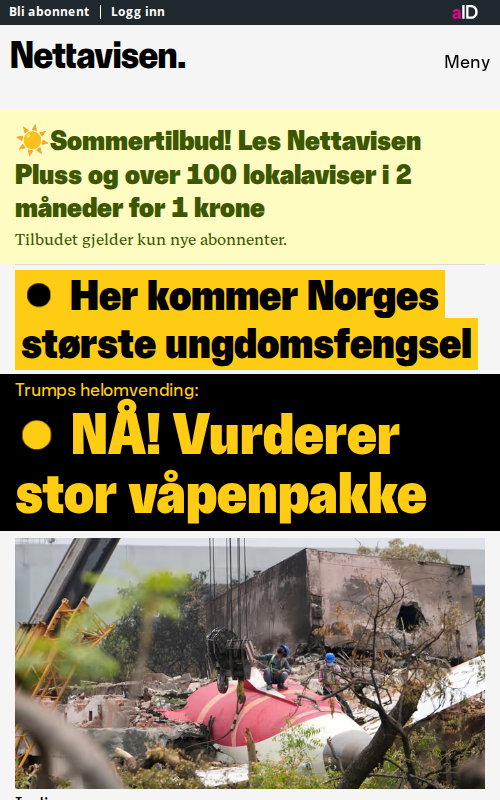 Bli abonnent | Logg inn
aID
Nettavisen.
Meny
Sommertilbud! Les Nettavisen
Pluss og over 100 lokalaviser i 2
måneder for 1 krone
Tilbudet gjelder kun nye abonnenter.
Her kommer Norges
største ungdomsfengsel
Trumps helomvending:
NÅ! Vurderer
stor våpenpakke